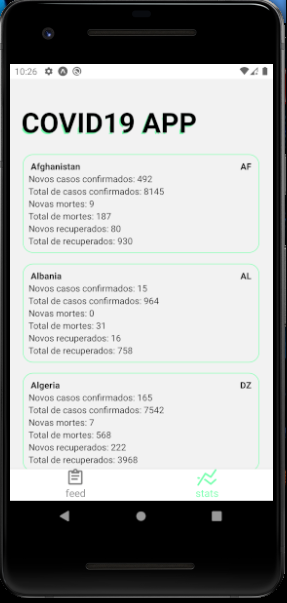 10:26
COVID19 APP
Afghanistan AF
Novos casos confirmados: 492
Total de casos confirmados: 8145
Novas mortes: 9
Total de mortes: 187
Novos recuperados: 80
Total de recuperados: 930
Albania AL
Novos casos confirmados: 15
Total de casos confirmados: 964
Novas mortes: 0
Total de mortes: 31
Novos recuperados: 16
Total de recuperados: 758
Algeria DZ
Novos casos confirmados: 165
Total de casos confirmados: 7542
Novas mortes: 7
Total de mortes: 568
Novos recuperados: 222
Total de recuperados: 3968
feed stats